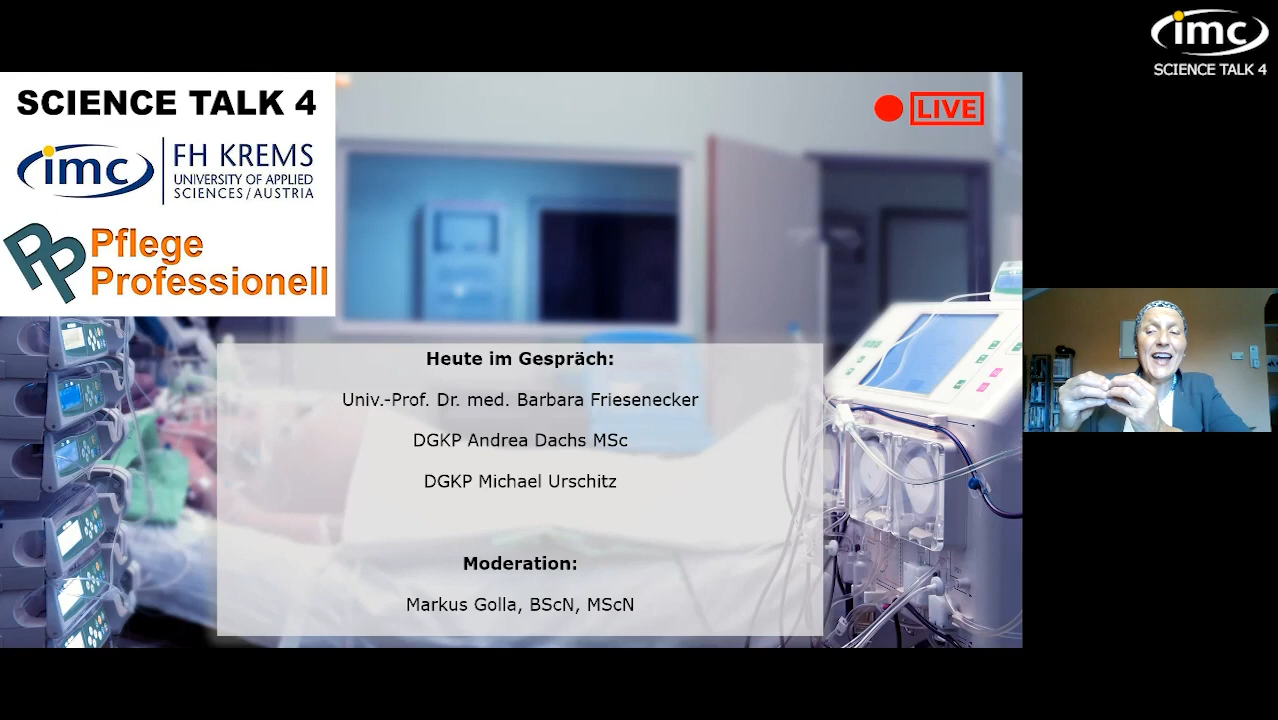 imc
SCIENCE TALK 4
SCIENCE TALK 4
LIVE
imc
FH KREMS
UNIVERSITY OF APPLIED
SCIENCES / AUSTRIA
PP
Pflege
Professionell
Heute im Gespräch:
Univ.-Prof. Dr. med. Barbara Friesenecker
DGKP Andrea Dachs MSc
DGKP Michael Urschitz
Moderation:
Markus Golla, BScN, MScN